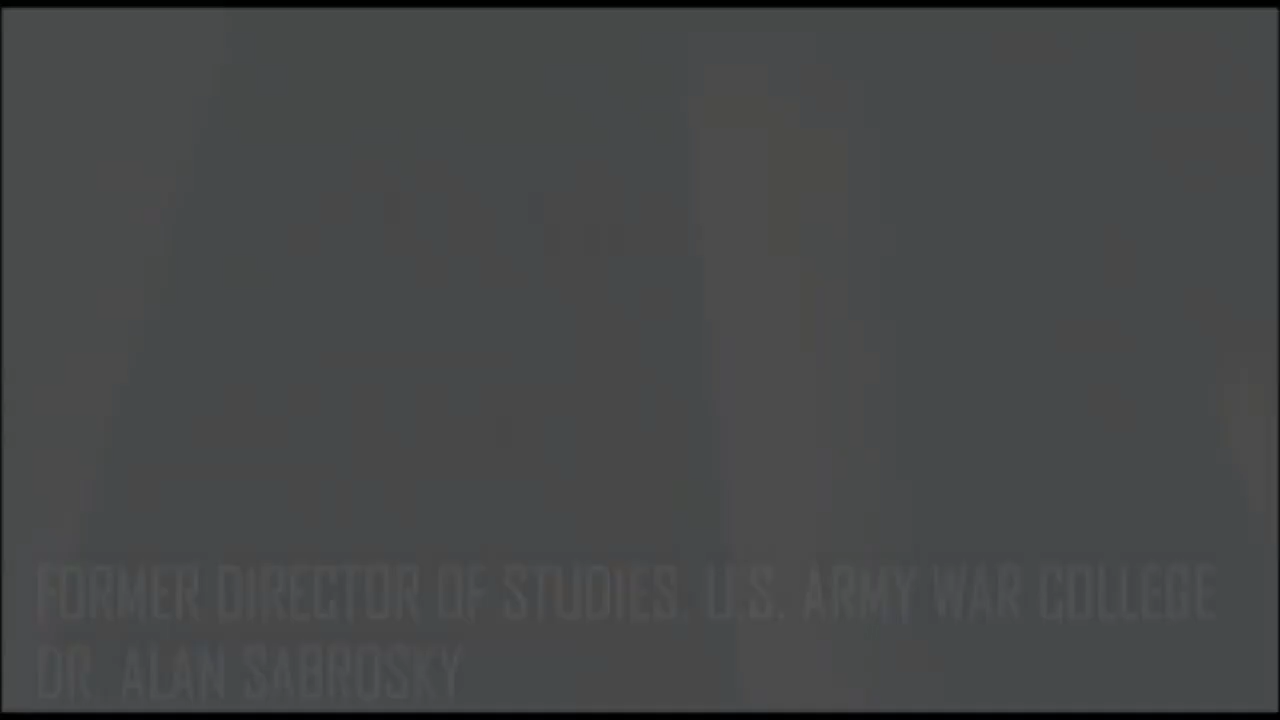 FORMER DIRECTOR OF STUDIES, U.S. ARMY WAR COLLEGE
DR. ALAN SABROSKY